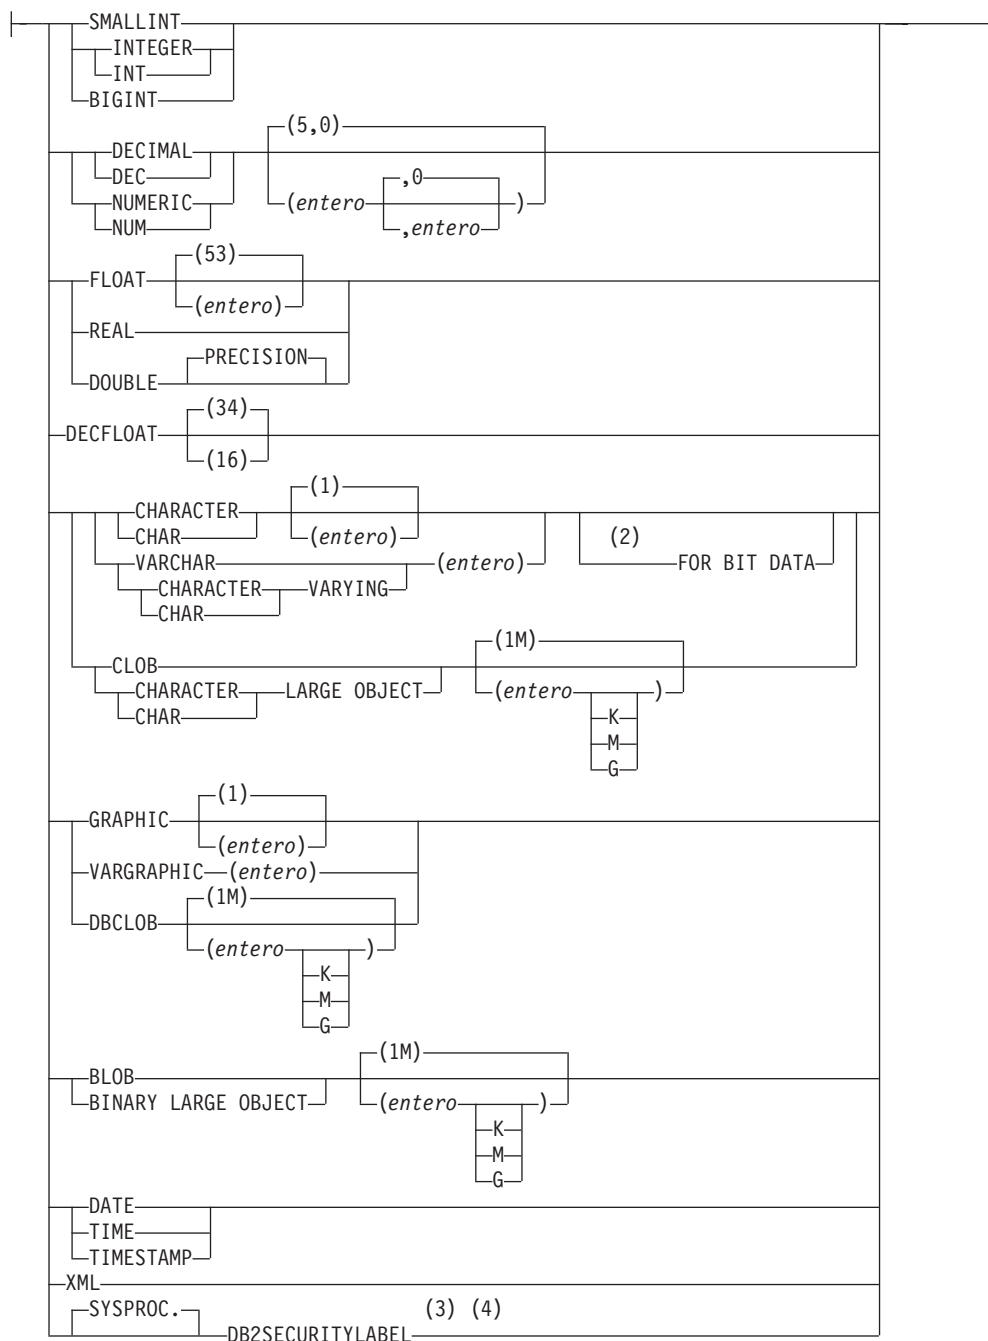 SMALLINT
INTEGER
INT
BIGINT
(5,0)
DECIMAL
DEC
,0
NUMERIC
(entero )
NUM
,entero
(53)
FLOAT
(entero)
REAL
PRECISION
DOUBLE
(34)
DECFLOAT
(16)
(1)
CHARACTER
CHAR
(entero)
(2)
VARCHAR (entero) FOR BIT DATA
CHARACTER VARYING
CHAR
(1M)
CLOB
CHARACTER LARGE OBJECT (entero )
CHAR
K
M
G
(1)
GRAPHIC
(entero)
VARGRAPHIC (entero)
(1M)
DBCLOB
(entero )
K
M
G
(1M)
BLOB
BINARY LARGE OBJECT (entero )
K
M
G
DATE
TIME
TIMESTAMP
XML
SYSPROC. (3) (4)
DB2SECURITYLABEL